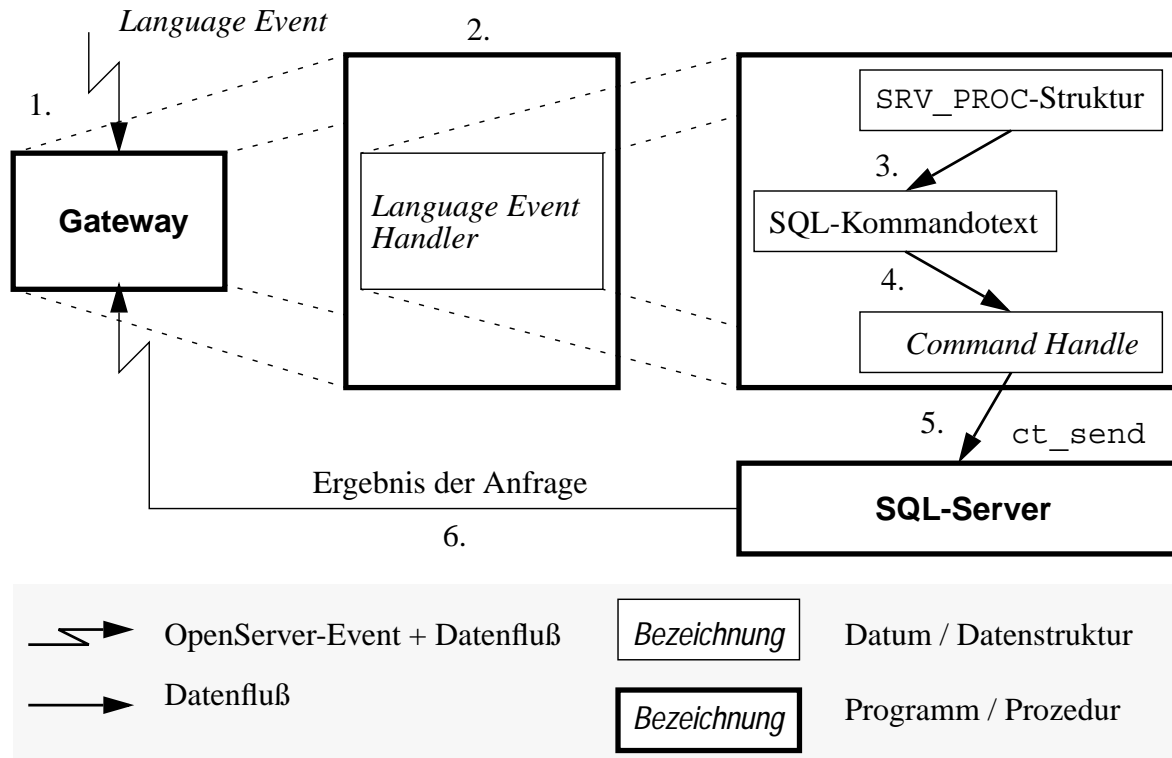 Language Event
2.
1.
SRV_PROC-Struktur
3.
Gateway
Language Event
Handler
SQL-Kommandotext
4.
Command Handle
5.
ct_send
Ergebnis der Anfrage
SQL-Server
6.
OpenServer-Event + Datenfluß
Bezeichnung
Datum / Datenstruktur
Datenfluß
Bezeichnung
Programm / Prozedur